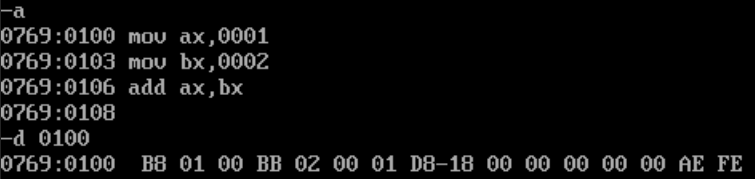 -a
0769:0100 mov ax,0001
0769:0103 mov bx,0002
0769:0106 add ax,bx
0769:0108
-d 0100
0769:0100  B8 01 00 BB 02 00 01 D8-18 00 00 00 00 00 AE FE